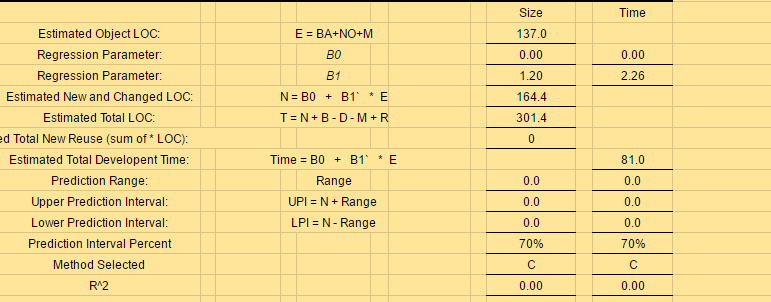 Size Time
Estimated Object LOC: E = BA+NO+M 137.0
Regression Parameter: B0 0.00 0.00
Regression Parameter: B1 1.20 2.26
Estimated New and Changed LOC: N = B0 + B1` * E 164.4
Estimated Total LOC: T = N + B - D - M + R 301.4
ed Total New Reuse (sum of * LOC): 0
Estimated Total Developent Time: Time = B0 + B1` * E 81.0
Prediction Range: Range 0.0 0.0
Upper Prediction Interval: UPI = N + Range 0.0 0.0
Lower Prediction Interval: LPI = N - Range 0.0 0.0
Prediction Interval Percent 70% 70%
Method Selected C C
R^2 0.00 0.00